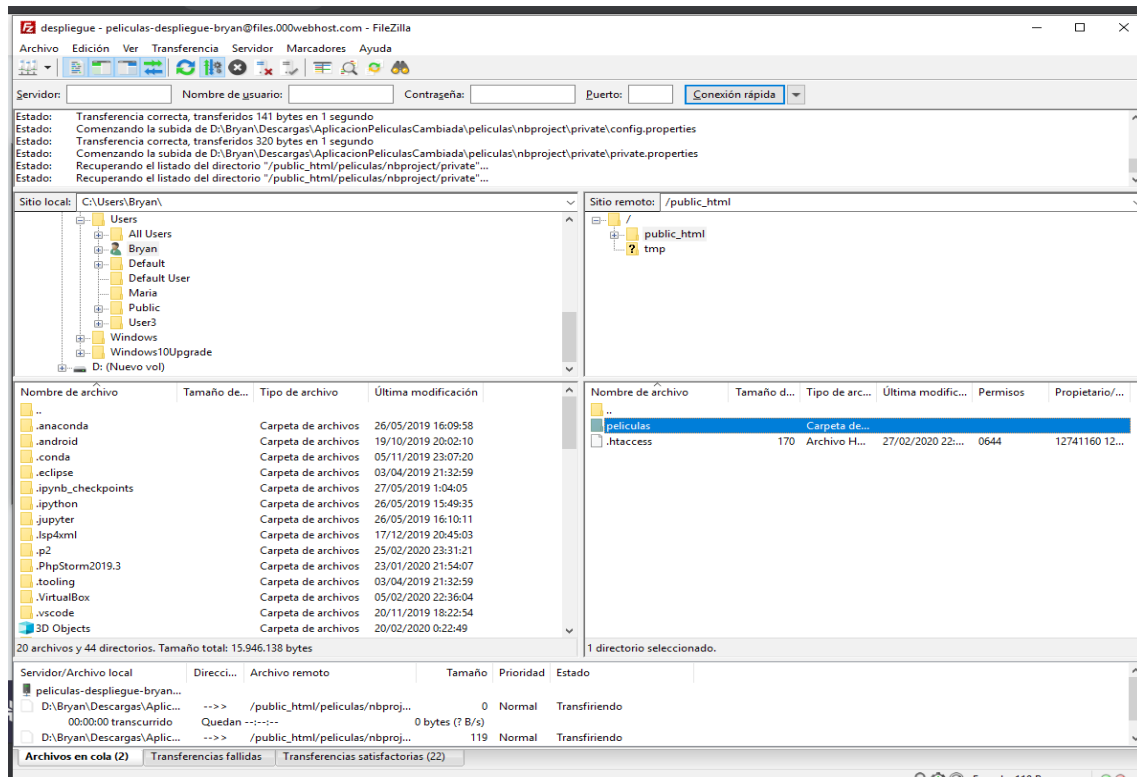 despliegue - peliculas-despliegue-bryan@files.000webhost.com - FileZilla
Archivo Edición Ver Transferencia Servidor Marcadores Ayuda
Servidor: Nombre de usuario: Contraseña: Puerto: Conexión rápida
Estado: Transferencia correcta, transferidos 141 bytes en 1 segundo
Estado: Comenzando la subida de D:\Bryan\Descargas\AplicacionPeliculasCambiada\peliculas\nbproject\private\config.properties
Estado: Transferencia correcta, transferidos 320 bytes en 1 segundo
Estado: Comenzando la subida de D:\Bryan\Descargas\AplicacionPeliculasCambiada\peliculas\nbproject\private\private.properties
Estado: Recuperando el listado del directorio "/public_html/peliculas/nbproject/private"...
Estado: Recuperando el listado del directorio "/public_html/peliculas/nbproject/private"...
Sitio local: C:\Users\Bryan\
Users
All Users
Bryan
Default
Default User
Maria
Public
User3
Windows
Windows10Upgrade
D: (Nuevo vol)
Sitio remoto: /public_html
/
public_html
tmp
Nombre de archivo Tamaño de... Tipo de archivo Última modificación
..
.anaconda Carpeta de archivos 26/05/2019 16:09:58
.android Carpeta de archivos 19/10/2019 20:02:10
.conda Carpeta de archivos 05/11/2019 23:07:20
.eclipse Carpeta de archivos 03/04/2019 21:32:59
.ipynb_checkpoints Carpeta de archivos 27/05/2019 1:04:05
.ipython Carpeta de archivos 26/05/2019 15:49:35
.jupyter Carpeta de archivos 26/05/2019 16:10:11
.lsp4xml Carpeta de archivos 17/12/2019 20:45:03
.p2 Carpeta de archivos 25/02/2020 23:31:21
.PhpStorm2019.3 Carpeta de archivos 23/01/2020 21:54:07
.tooling Carpeta de archivos 03/04/2019 21:32:59
.VirtualBox Carpeta de archivos 05/02/2020 22:36:04
.vscode Carpeta de archivos 20/11/2019 18:22:54
3D Objects Carpeta de archivos 20/02/2020 0:22:49
20 archivos y 44 directorios. Tamaño total: 15.946.138 bytes
Nombre de archivo Tamaño d... Tipo de arc... Última modific... Permisos Propietario/...
..
peliculas Carpeta de...
.htaccess 170 Archivo H... 27/02/2020 22:... 0644 12741160 12...
1 directorio seleccionado.
Servidor/Archivo local Direcci... Archivo remoto Tamaño Prioridad Estado
peliculas-despliegue-bryan...
D:\Bryan\Descargas\Aplic... -->> /public_html/peliculas/nbproj... 0 Normal Transfiriendo
00:00:00 transcurrido Quedan --:--:-- 0 bytes (? B/s)
D:\Bryan\Descargas\Aplic... -->> /public_html/peliculas/nbproj... 119 Normal Transfiriendo
Archivos en cola (2) Transferencias fallidas Transferencias satisfactorias (22)